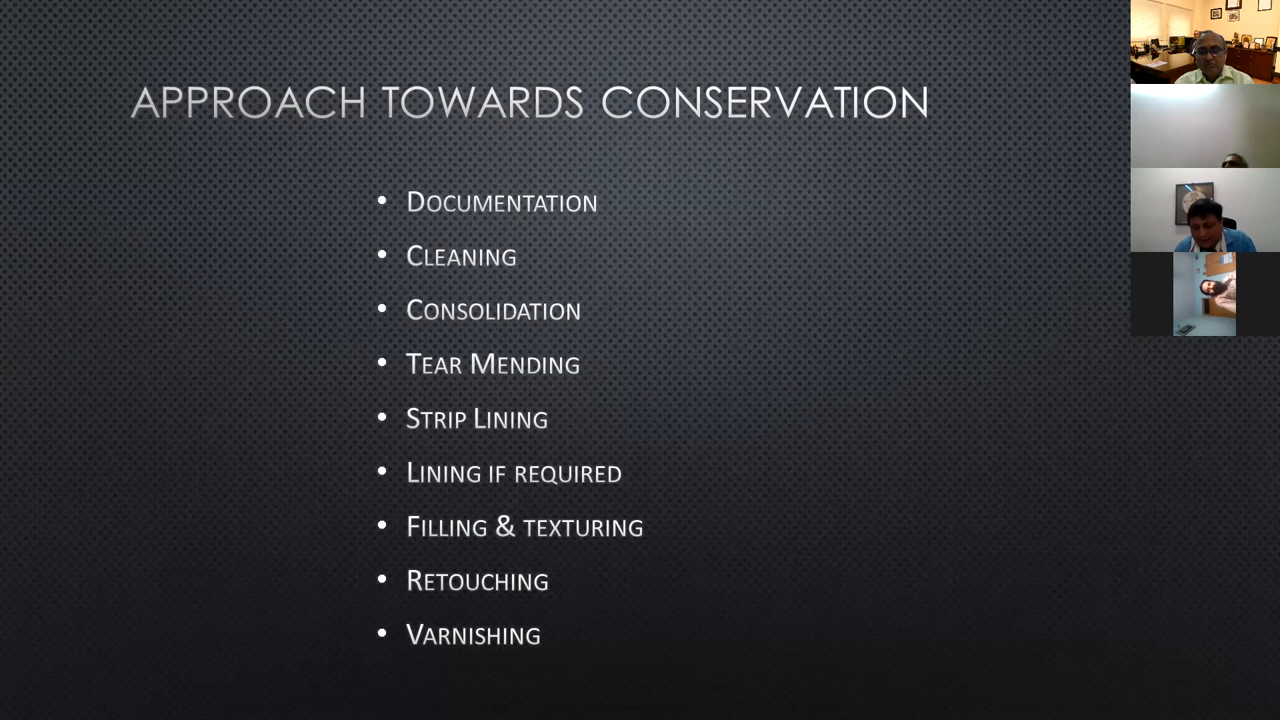 APPROACH TOWARDS CONSERVATION
• DOCUMENTATION
• CLEANING
• CONSOLIDATION
• TEAR MENDING
• STRIP LINING
• LINING IF REQUIRED
• FILLING & TEXTURING
• RETOUCHING
• VARNISHING